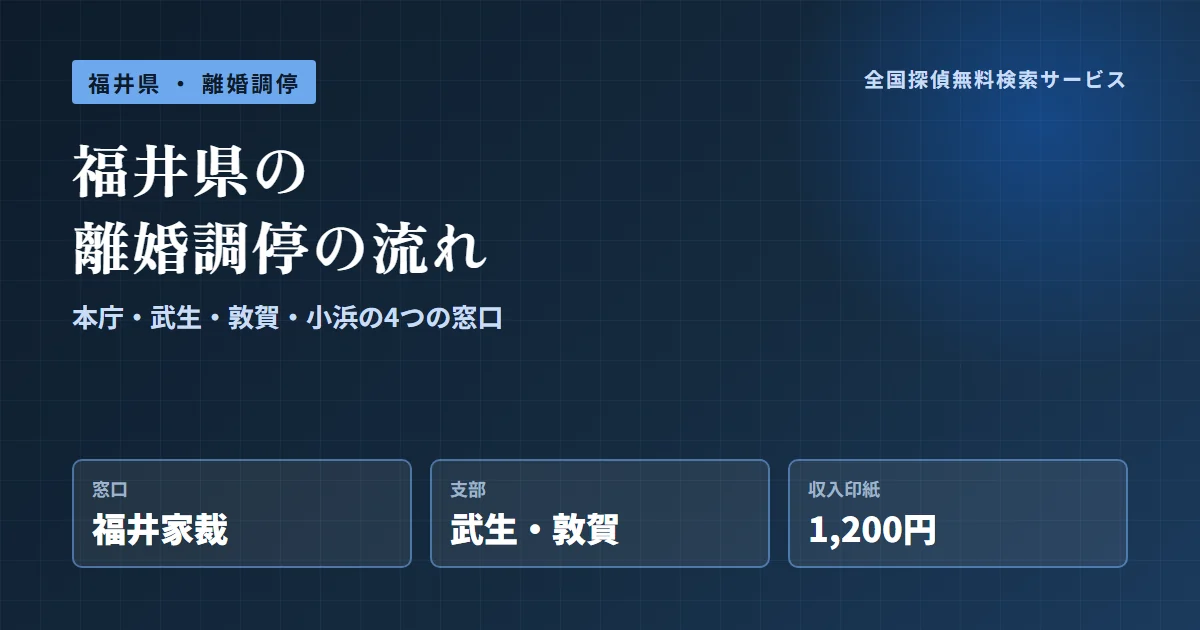 福井県 ・ 離婚調停
全国探偵無料検索サービス
福井県の
離婚調停の流れ
本庁・武生・敦賀・小浜の4つの窓口
窓口
福井家裁
支部
武生・敦賀
収入印紙
1,200円